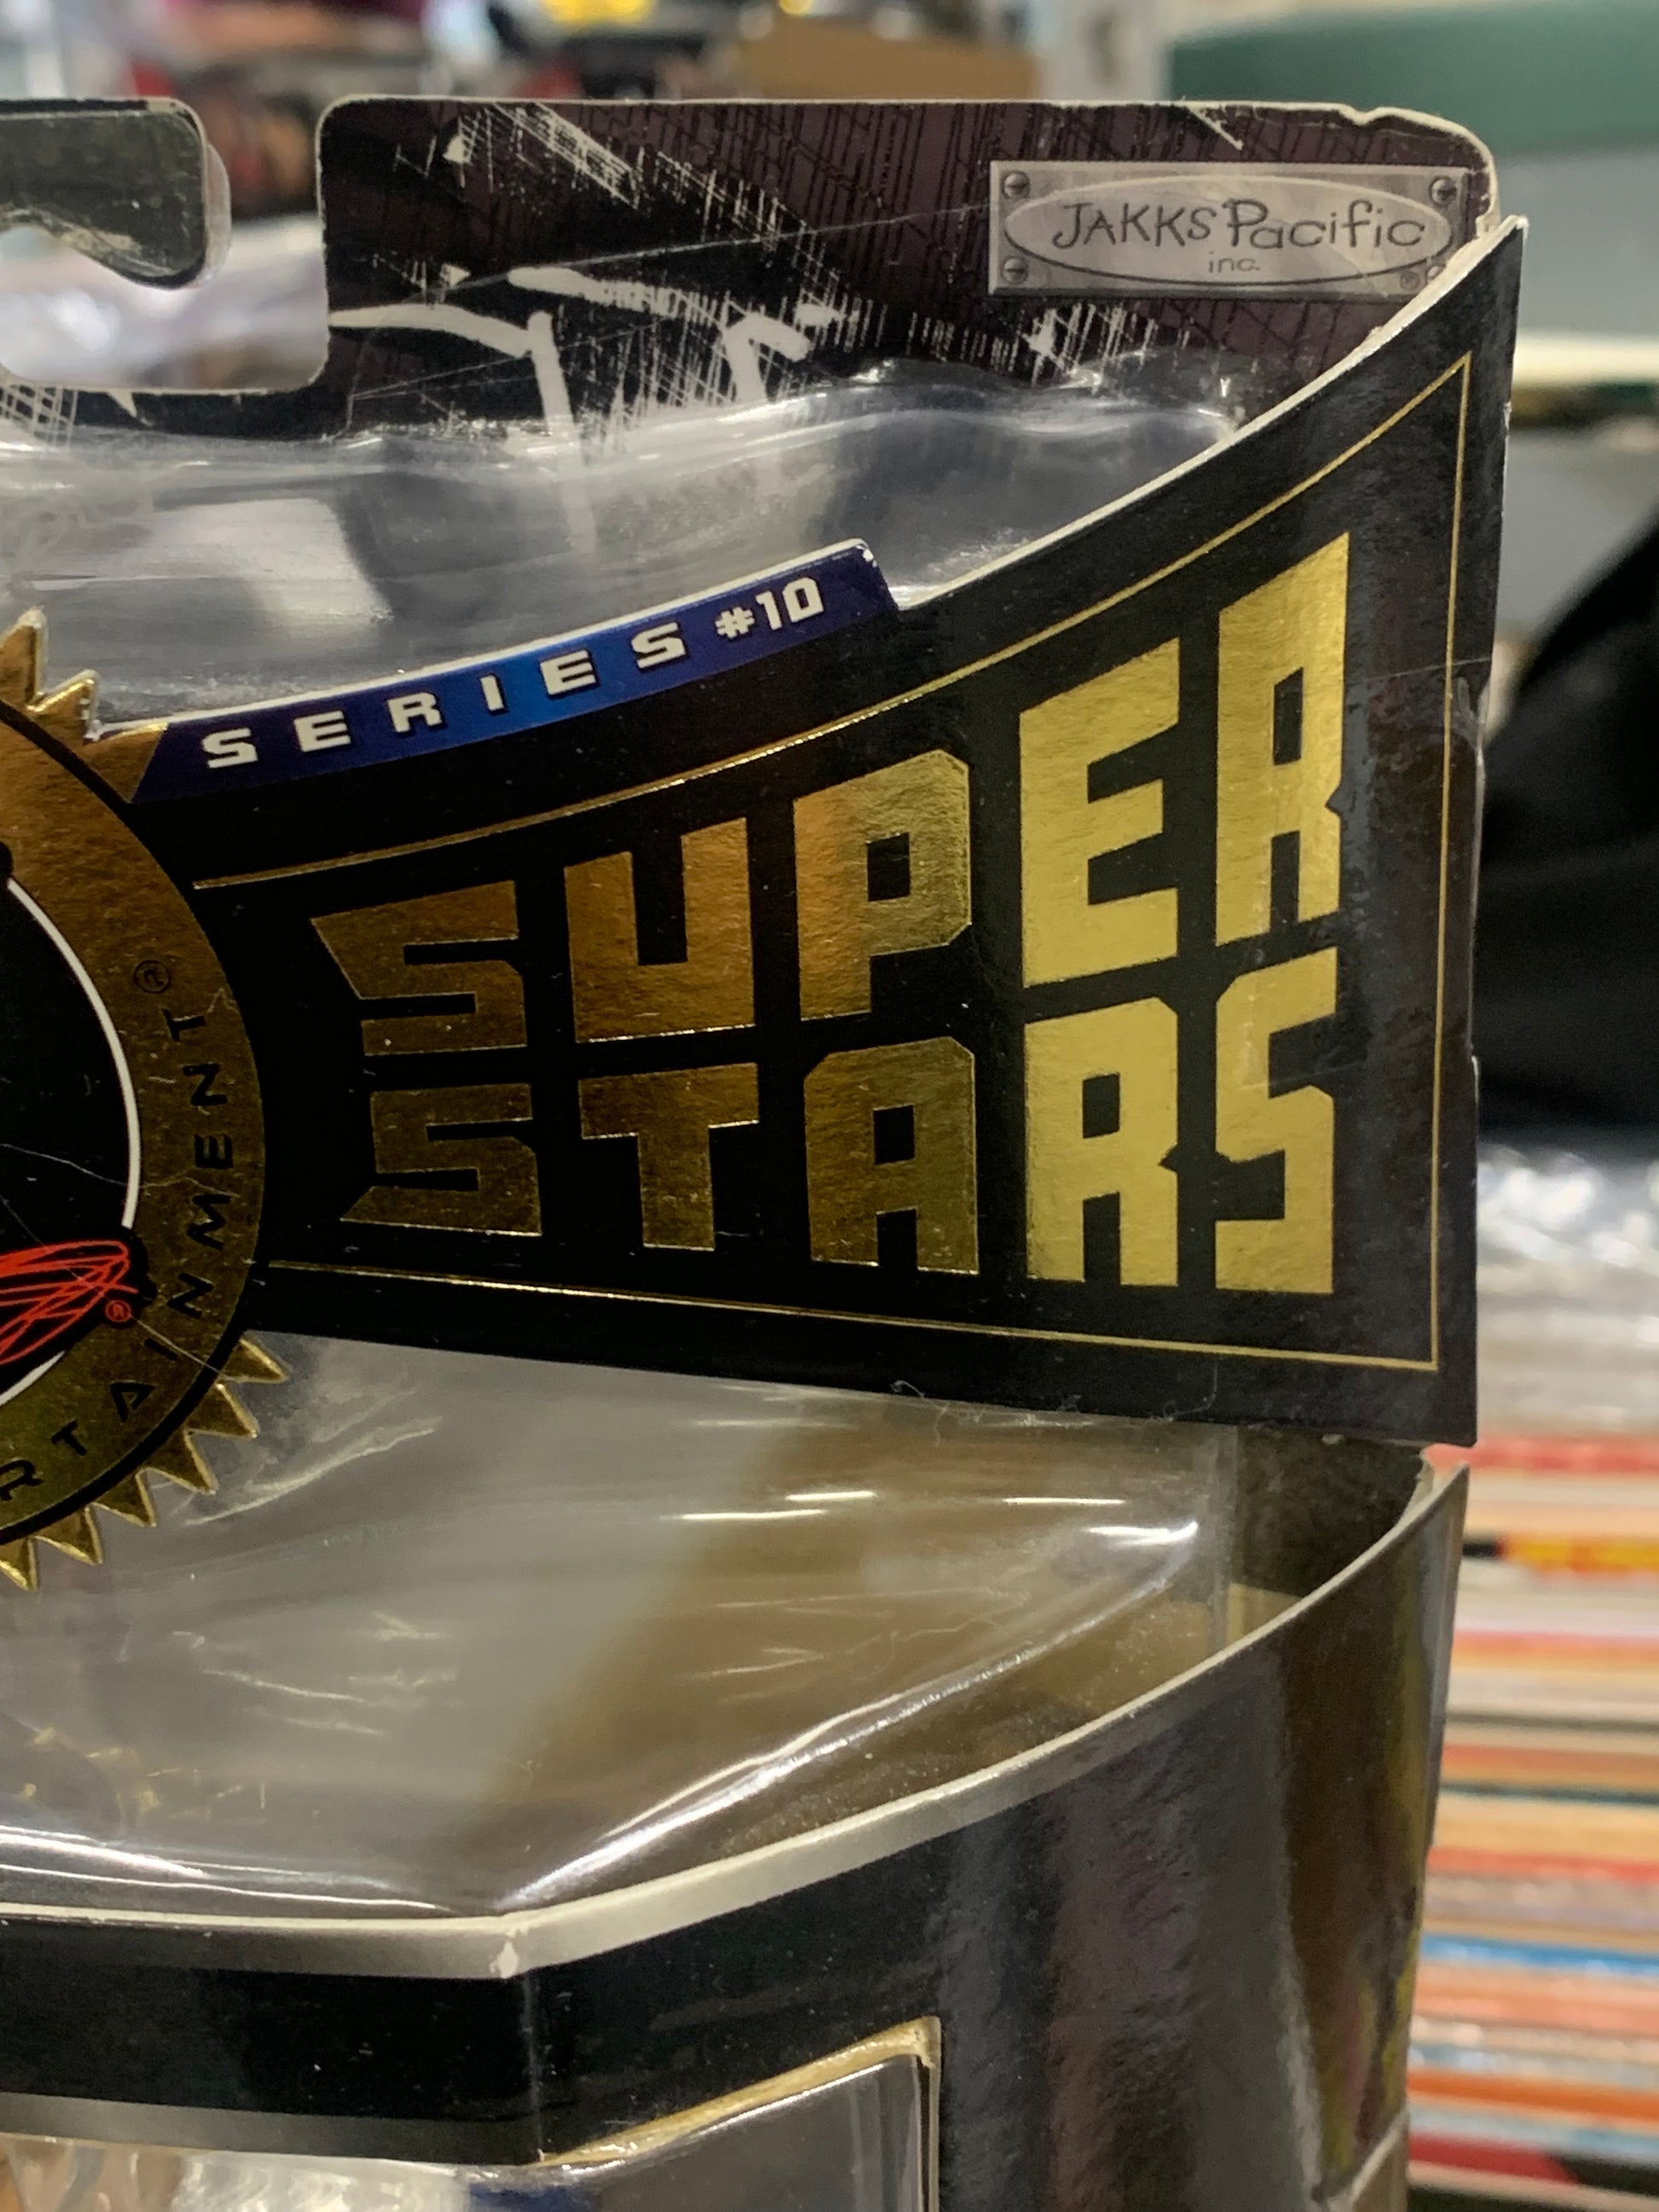 JAKKS Pacific
inc.
SERIES #10
SUPER
STARS
RTAINMENT®